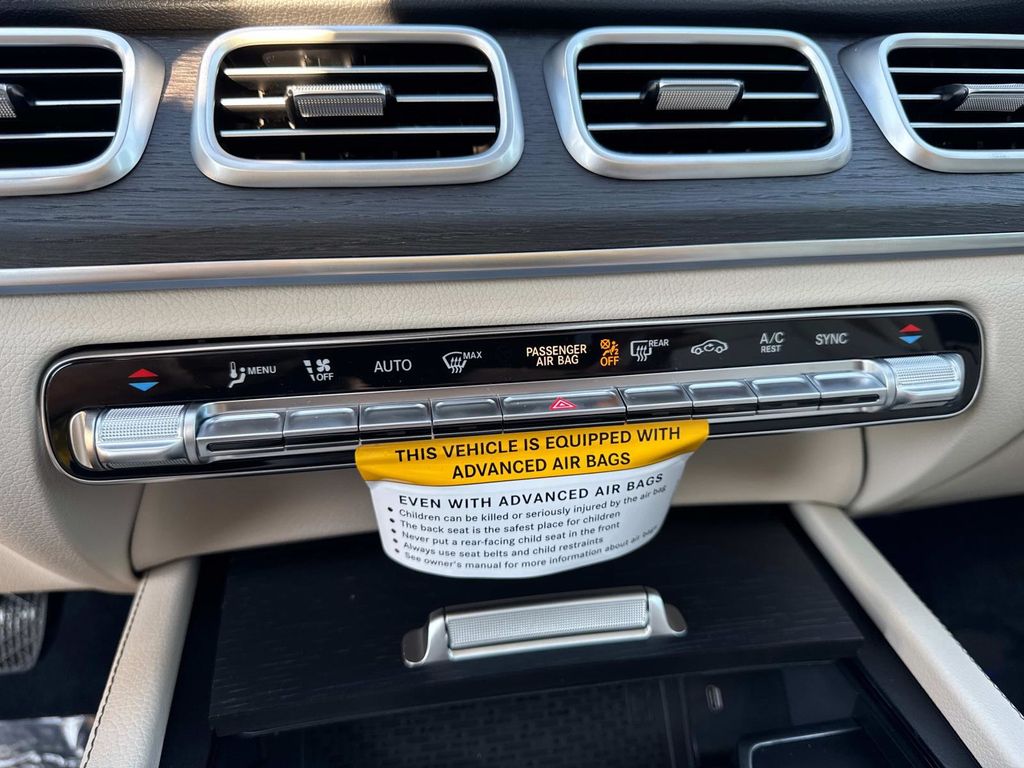 MENU
OFF
AUTO
MAX
PASSENGER
AIR BAG
OFF
REAR
A/C
REST
SYNC
THIS VEHICLE IS EQUIPPED WITH
ADVANCED AIR BAGS
EVEN WITH ADVANCED AIR BAGS
• Children can be killed or seriously injured by the air bag
• The back seat is the safest place for children
• Never put a rear-facing child seat in the front
• Always use seat belts and child restraints
• See owner's manual for more information about air bags